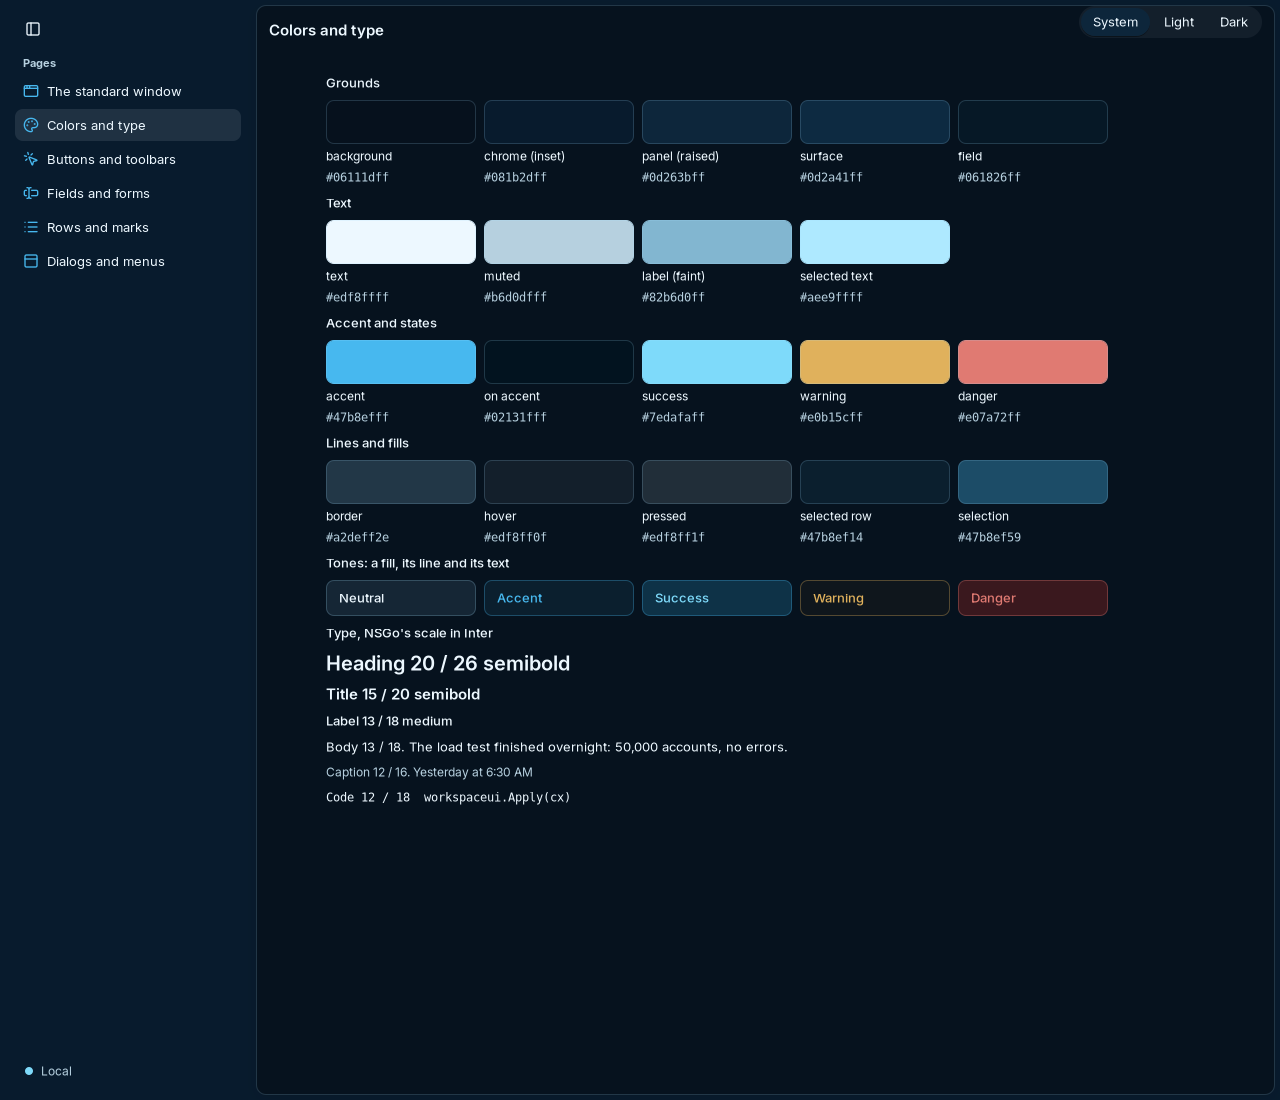 Colors and type
System Light Dark
Pages
The standard window
Colors and type
Buttons and toolbars
Fields and forms
Rows and marks
Dialogs and menus
Local
Grounds
background chrome (inset) panel (raised) surface field
#06111dff #081b2dff #0d263bff #0d2a41ff #061826ff
Text
text muted label (faint) selected text
#edf8ffff #b6d0dfff #82b6d0ff #aee9ffff
Accent and states
accent on accent success warning danger
#47b8efff #02131fff #7edafaff #e0b15cff #e07a72ff
Lines and fills
border hover pressed selected row selection
#a2deff2e #edf8ff0f #edf8ff1f #47b8ef14 #47b8ef59
Tones: a fill, its line and its text
Neutral Accent Success Warning Danger
Type, NSGo's scale in Inter
Heading 20 / 26 semibold
Title 15 / 20 semibold
Label 13 / 18 medium
Body 13 / 18. The load test finished overnight: 50,000 accounts, no errors.
Caption 12 / 16. Yesterday at 6:30 AM
Code 12 / 18  workspaceui.Apply(cx)